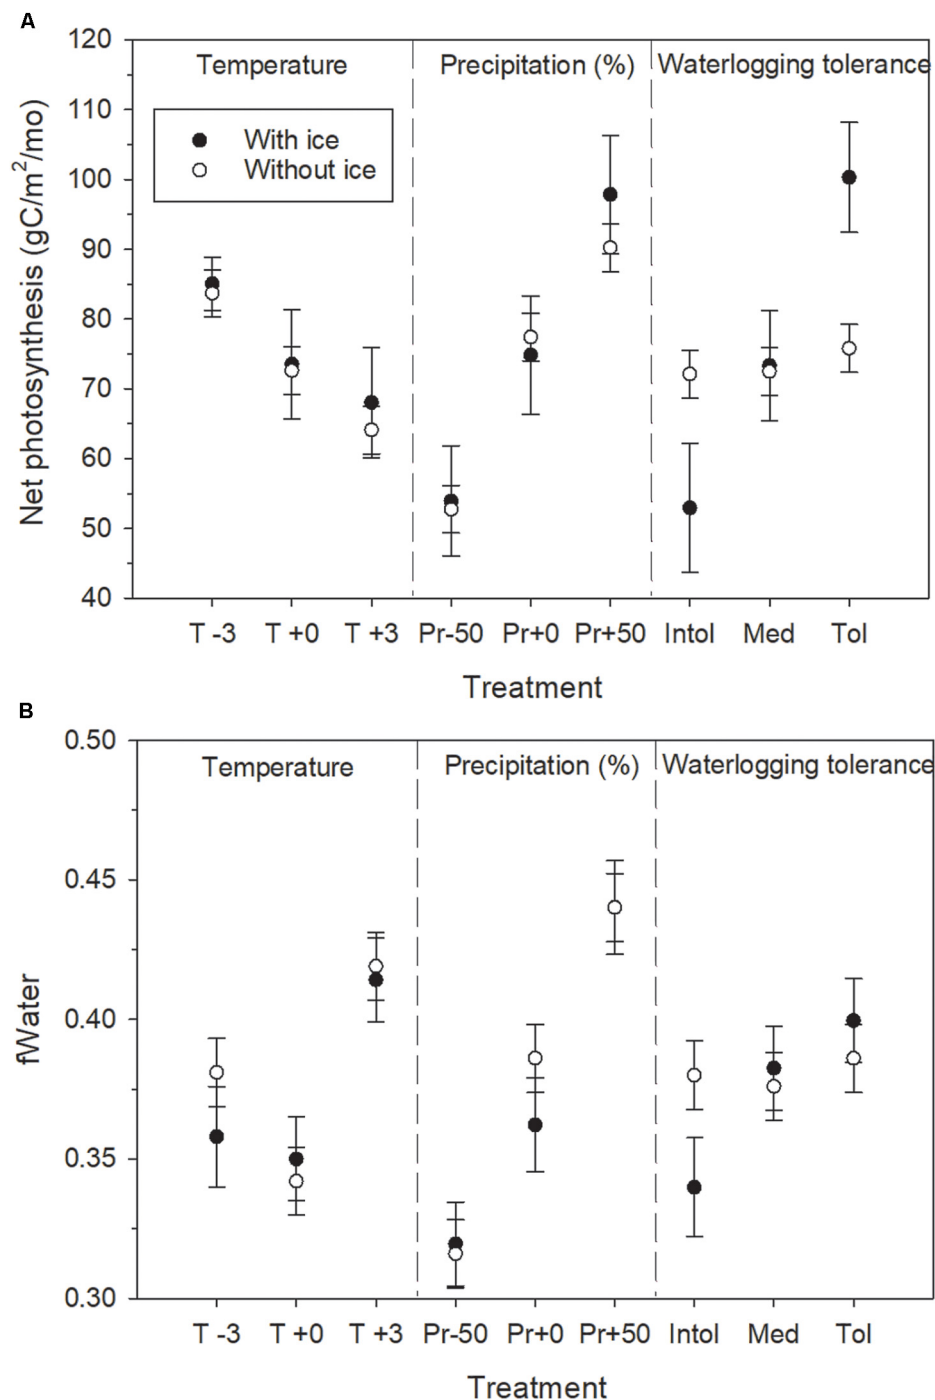 A
120
110
100
90
80
70
60
50
40
Net photosynthesis (gC/m²/mo)
Temperature Precipitation (%) Waterlogging tolerance
With ice
Without ice
T -3 T +0 T +3 Pr-50 Pr+0 Pr+50 Intol Med Tol
Treatment
B
0.50
0.45
0.40
0.35
0.30
fWater
Temperature Precipitation (%) Waterlogging tolerance
T -3 T +0 T +3 Pr-50 Pr+0 Pr+50 Intol Med Tol
Treatment